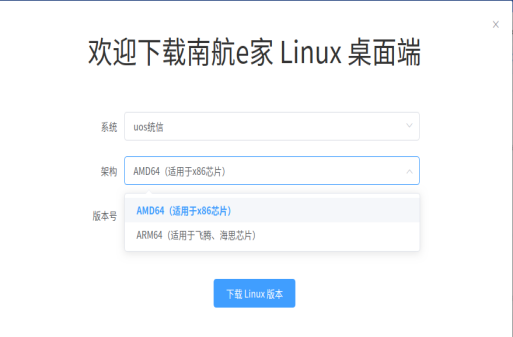 欢迎下载南航e家 Linux 桌面端
系统 uos统信
架构 AMD64（适用于x86芯片）
AMD64（适用于x86芯片）
版本号
ARM64（适用于飞腾、海思芯片）
下载 Linux 版本